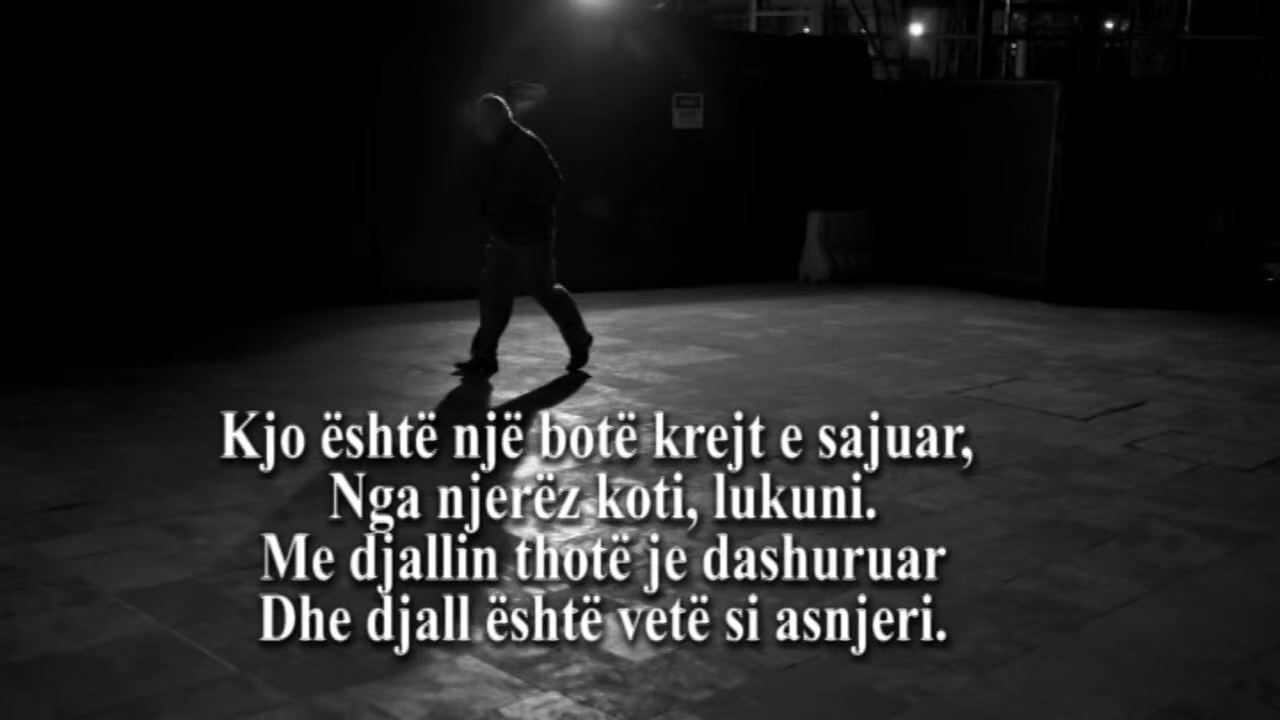 Kjo është një botë krejt e sajuar,
Nga njerëz koti, lukuni.
Me djallin thotë je dashuruar
Dhe djall është vetë si asnjeri.